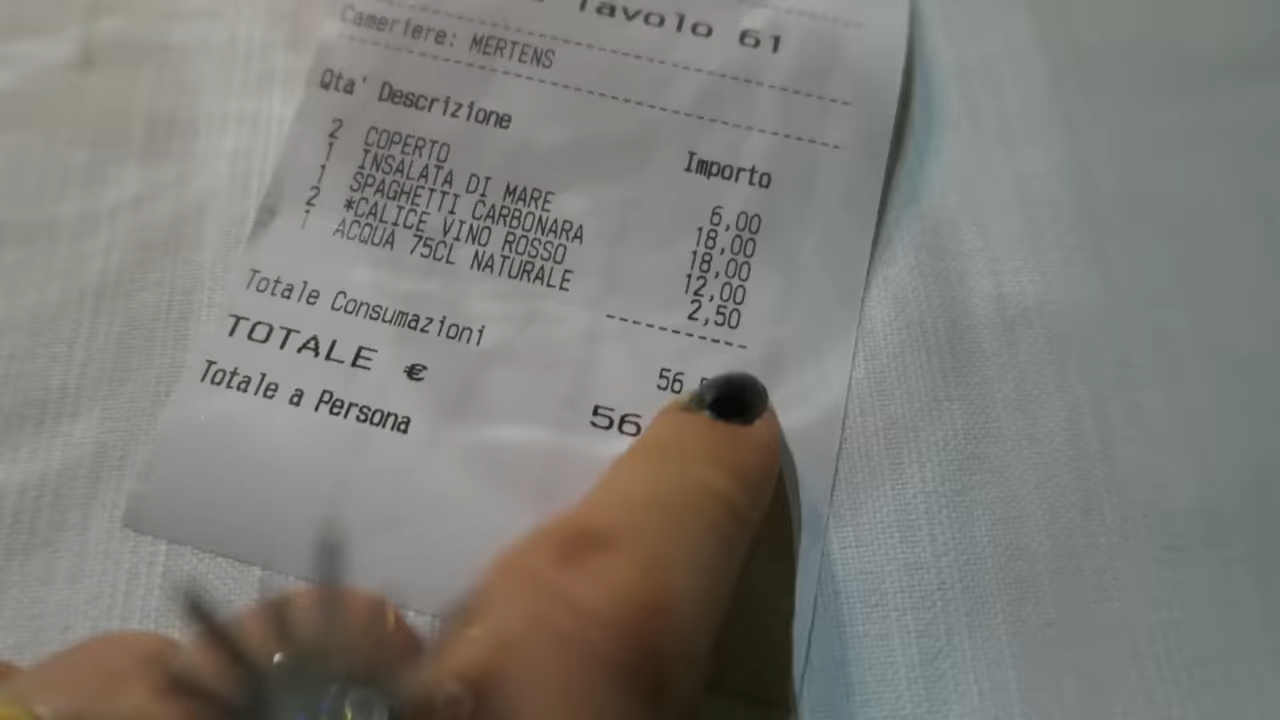 Tavolo 61
Cameriere: MERTENS
Qta' Descrizione Importo
2 COPERTO 6,00
1 INSALATA DI MARE 18,00
1 SPAGHETTI CARBONARA 18,00
2 *CALICE VINO ROSSO 12,00
1 ACQUA 75CL NATURALE 2,50
Totale Consumazioni 56
TOTALE € 56
Totale a Persona